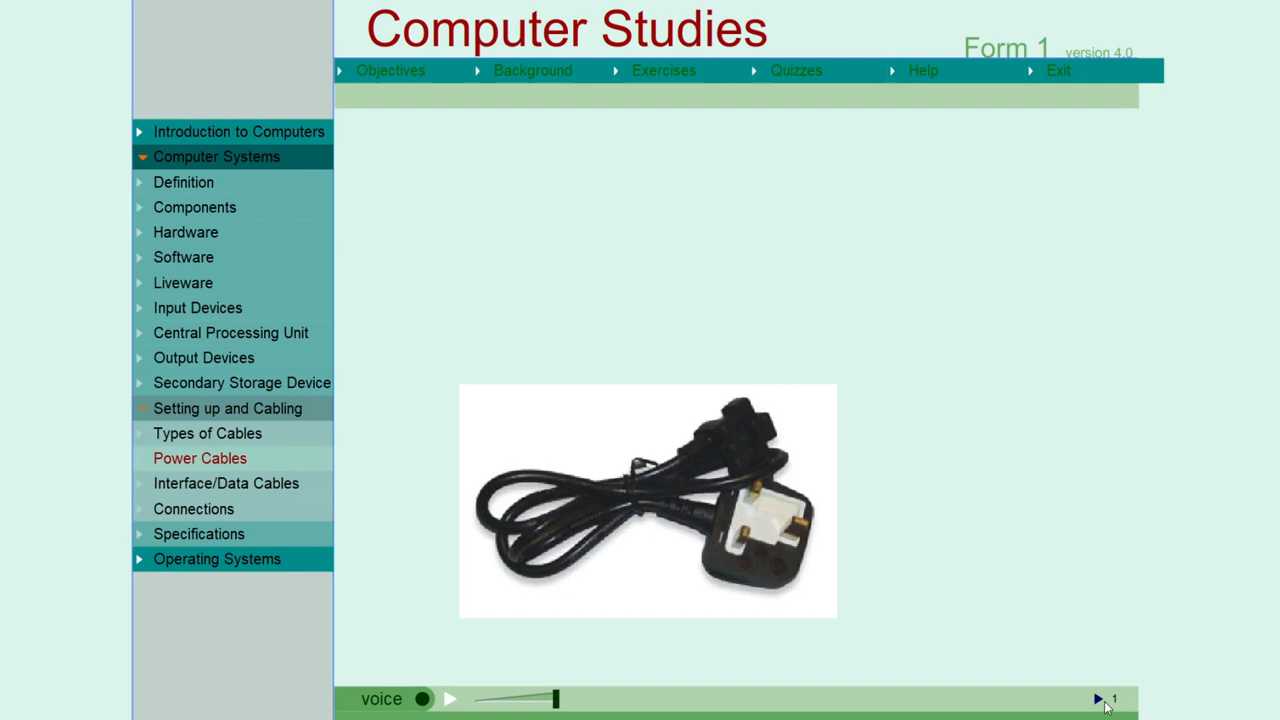 Computer Studies
Form 1 version 4.0
Objectives Background Exercises Quizzes Help Exit
Introduction to Computers
Computer Systems
Definition
Components
Hardware
Software
Liveware
Input Devices
Central Processing Unit
Output Devices
Secondary Storage Device
Setting up and Cabling
Types of Cables
Power Cables
Interface/Data Cables
Connections
Specifications
Operating Systems
voice 1